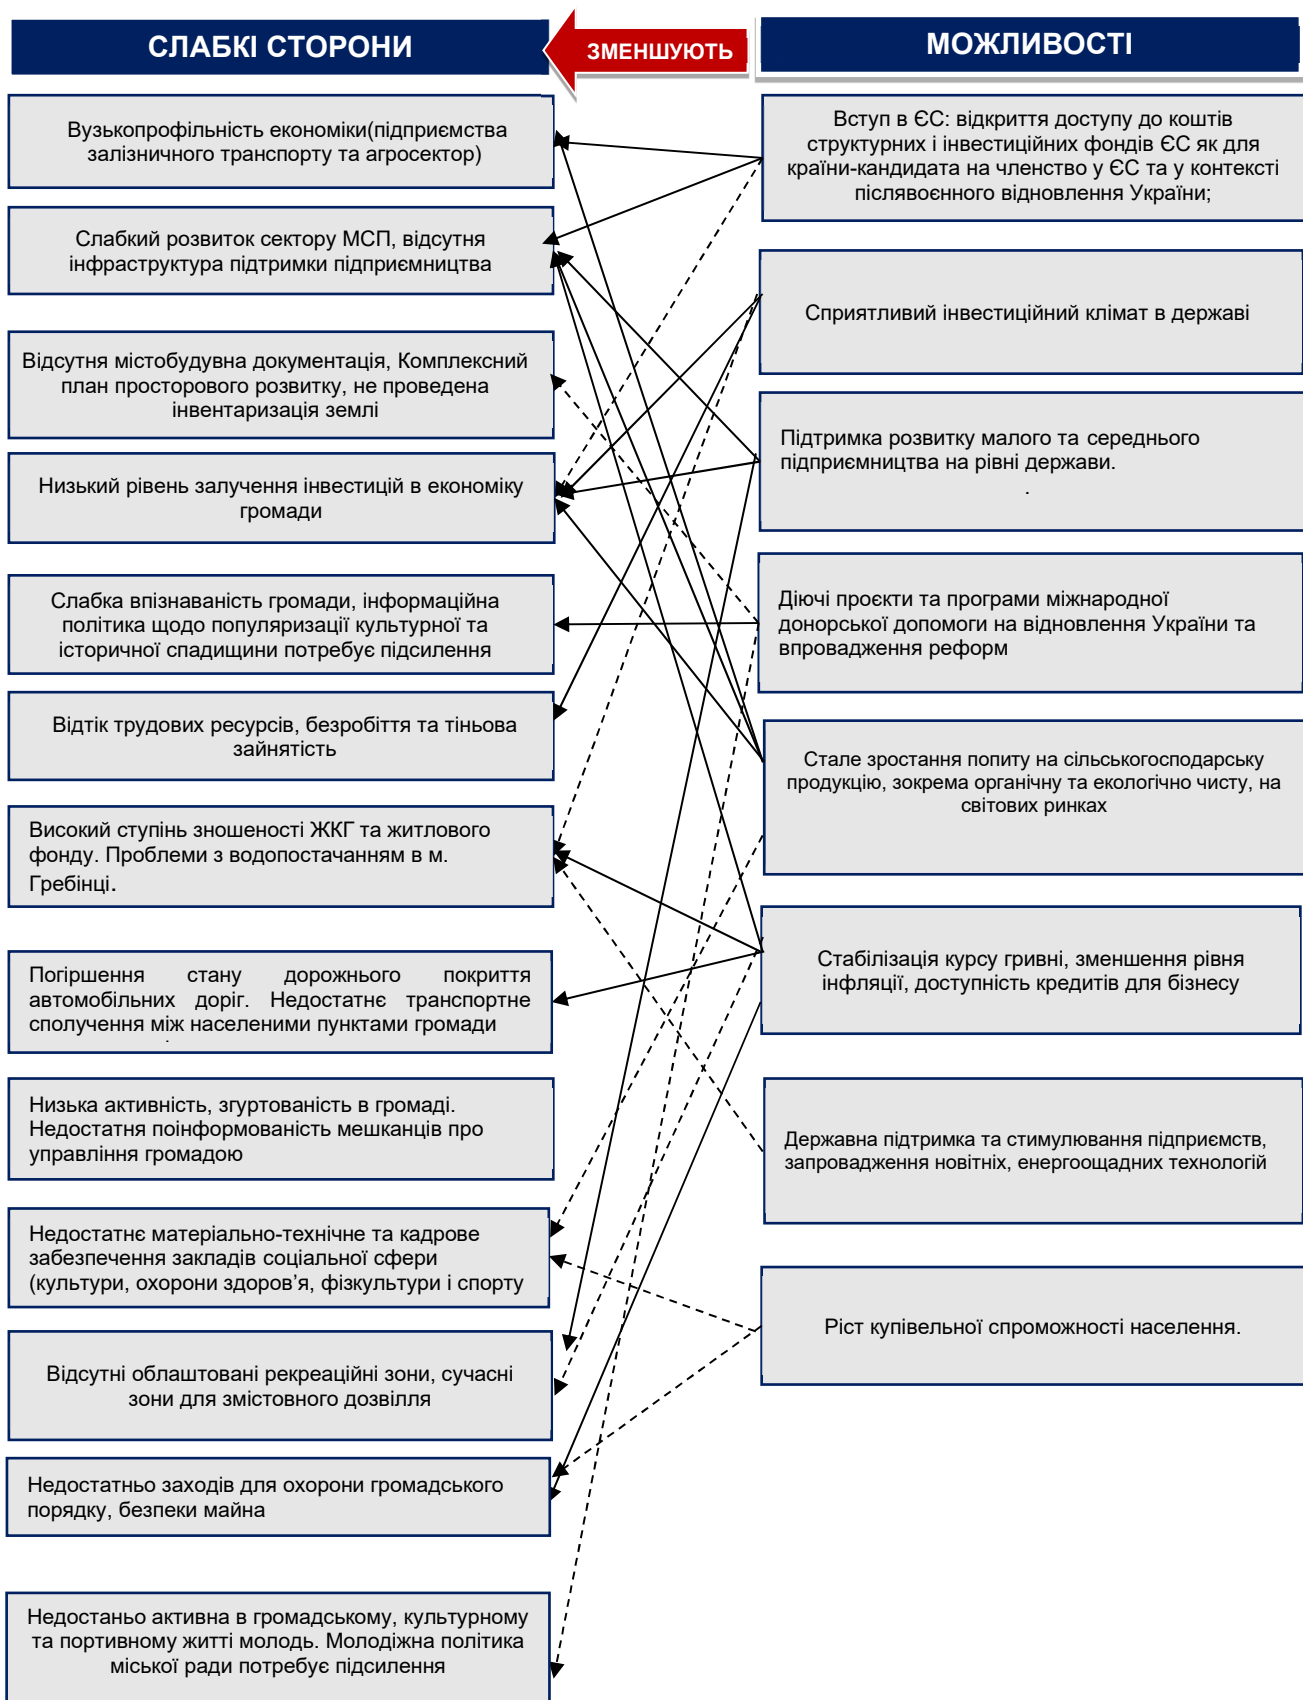 СЛАБКІ СТОРОНИ
ЗМЕНШУЮТЬ
МОЖЛИВОСТІ
Вузькопрофільність економіки(підприємства
залізничного транспорту та агросектор)
Слабкий розвиток сектору МСП, відсутня
інфраструктура підтримки підприємництва
Відсутня містобудувна документація, Комплексний
план просторового розвитку, не проведена
інвентаризація землі
Низький рівень залучення інвестицій в економіку
громади
Слабка впізнаваність громади, інформаційна
політика щодо популяризації культурної та
історичної спадищини потребує підсилення
Відтік трудових ресурсів, безробіття та тіньова
зайнятість
Високий ступінь зношеності ЖКГ та житлового
фонду. Проблеми з водопостачанням в м.
Гребінці.
Погіршення стану дорожнього покриття
автомобільних доріг. Недостатнє транспортне
сполучення між населеними пунктами громади
Низька активність, згуртованість в громаді.
Недостатня поінформованість мешканців про
управління громадою
Недостатнє матеріально-технічне та кадрове
забезпечення закладів соціальної сфери
(культури, охорони здоров’я, фізкультури і спорту
Відсутні облаштовані рекреаційні зони, сучасні
зони для змістовного дозвілля
Недостатньо заходів для охорони громадського
порядку, безпеки майна
Недостаньо активна в громадському, культурному
та портивному житті молодь. Молодіжна політика
міської ради потребує підсилення
Вступ в ЄС: відкриття доступу до коштів
структурних і інвестиційних фондів ЄС як для
країни-кандидата на членство у ЄС та у контексті
післявоєнного відновлення України;
Сприятливий інвестиційний клімат в державі
Підтримка розвитку малого та середнього
підприємництва на рівні держави.
.
Діючі проєкти та програми міжнародної
донорської допомоги на відновлення України та
впровадження реформ
Стале зростання попиту на сільськогосподарську
продукцію, зокрема органічну та екологічно чисту, на
світових ринках
Стабілізація курсу гривні, зменшення рівня
інфляції, доступність кредитів для бізнесу
Державна підтримка та стимулювання підприємств,
запровадження новітніх, енергоощадних технологій
Ріст купівельної спроможності населення.